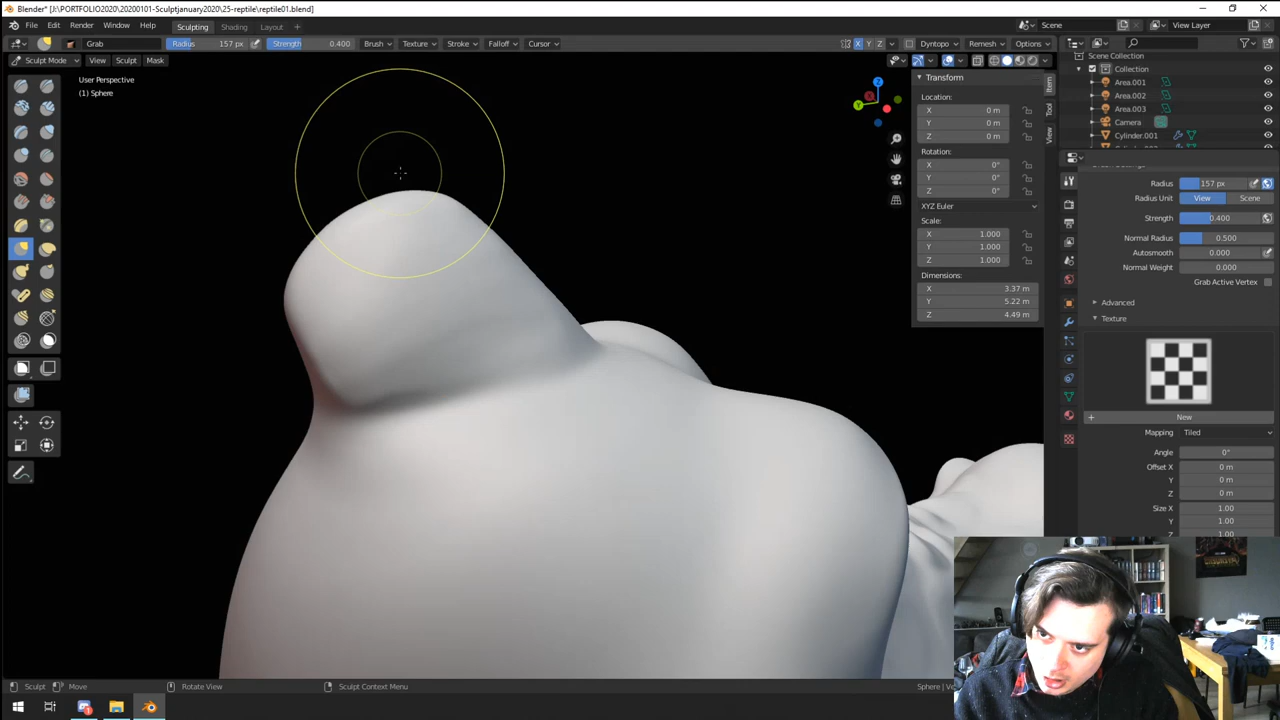 Blender* [J:\PORTFOLIO2020\20200101-Sculptjanuary2020\25-reptile\reptile01.blend]
File Edit Render Window Help Sculpting Shading Layout Scene View Layer
Grab Radius 157 px Strength 0.400 Brush Texture Stroke Falloff Cursor X Y Z Dyntopo Remesh Options
Sculpt Mode View Sculpt Mask
User Perspective
(1) Sphere
Transform
Location:
X 0 m
Y 0 m
Z 0 m
Rotation:
X 0°
Y 0°
Z 0°
XYZ Euler
Scale:
X 1.000
Y 1.000
Z 1.000
Dimensions:
X 3.37 m
Y 5.22 m
Z 4.49 m
Item
Tool
View
Scene Collection
Collection
Area.001
Area.002
Area.003
Camera
Cylinder.001
Radius 157 px
Radius Unit View Scene
Strength 0.400
Normal Radius 0.500
Autosmooth 0.000
Normal Weight 0.000
Grab Active Vertex
Advanced
Texture
New
Mapping Tiled
Angle 0°
Offset X 0 m
Y 0 m
Z 0 m
Size X 1.00
Y 1.00
Sculpt Move Rotate View Sculpt Context Menu